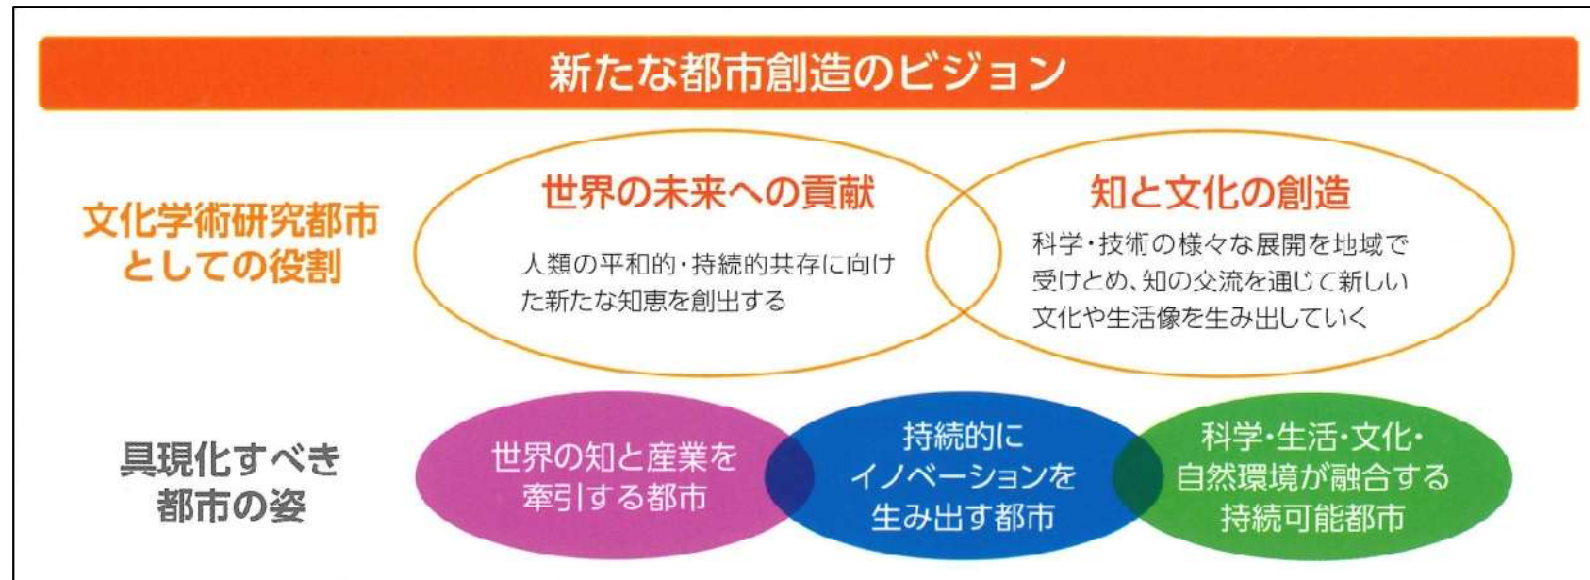 新たな都市創造のビジョン
文化学術研究都市
としての役割
世界の未来への貢献
人類の平和的・持続的共存に向け
た新たな知恵を創出する
知と文化の創造
科学・技術の様々な展開を地域で
受けとめ、知の交流を通じて新しい
文化や生活像を生み出していく
具現化すべき
都市の姿
世界の知と産業を
牽引する都市
持続的に
イノベーションを
生み出す都市
科学・生活・文化・
自然環境が融合する
持続可能都市